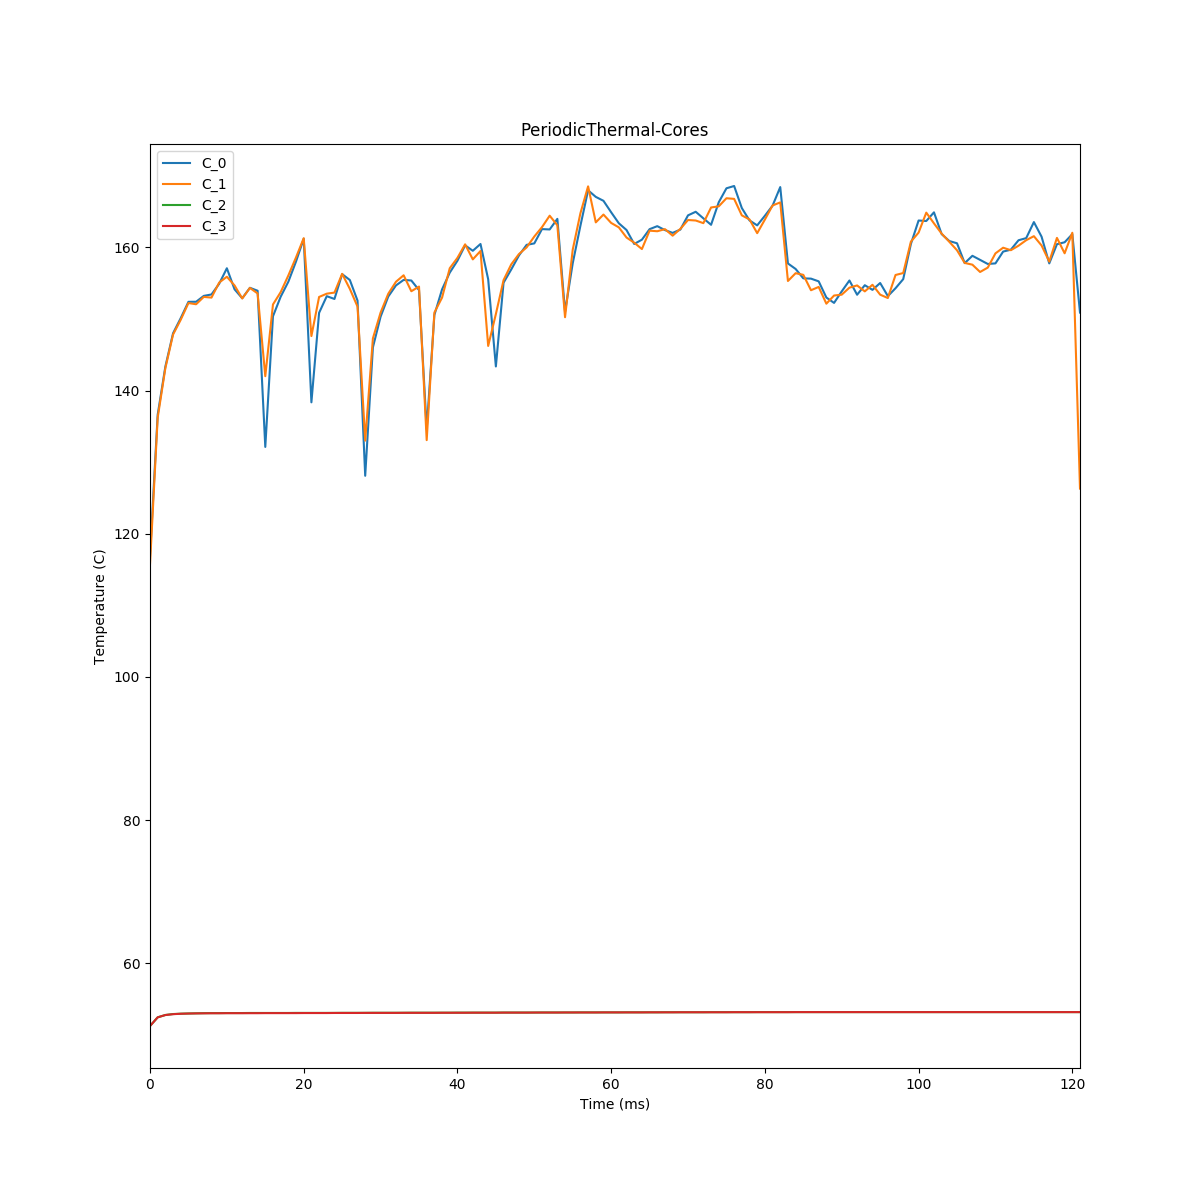 PeriodicThermal-Cores
C_0
C_1
C_2
C_3
160
140
120
100
80
60
Temperature (C)
0 20 40 60 80 100 120
Time (ms)